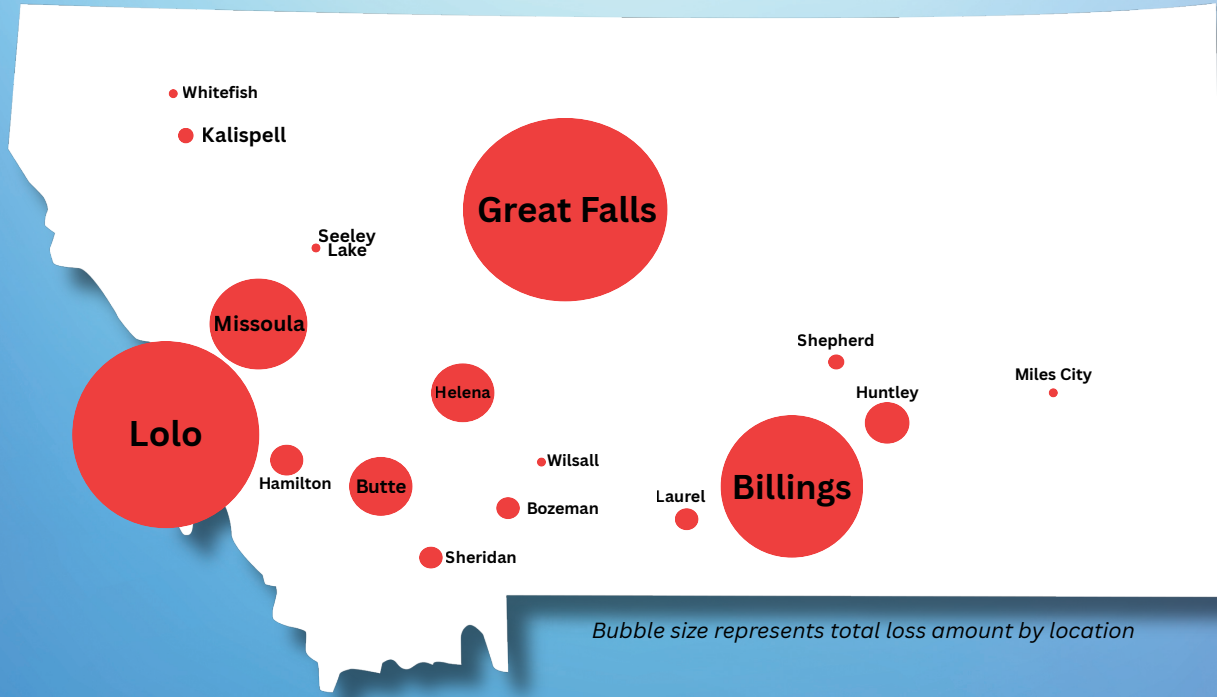 Whitefish
Kalispell
Great Falls
Seeley
Lake
Missoula
Shepherd
Miles City
Helena
Huntley
Lolo
Wilsall
Hamilton
Butte
Billings
Laurel
Bozeman
Sheridan
Bubble size represents total loss amount by location